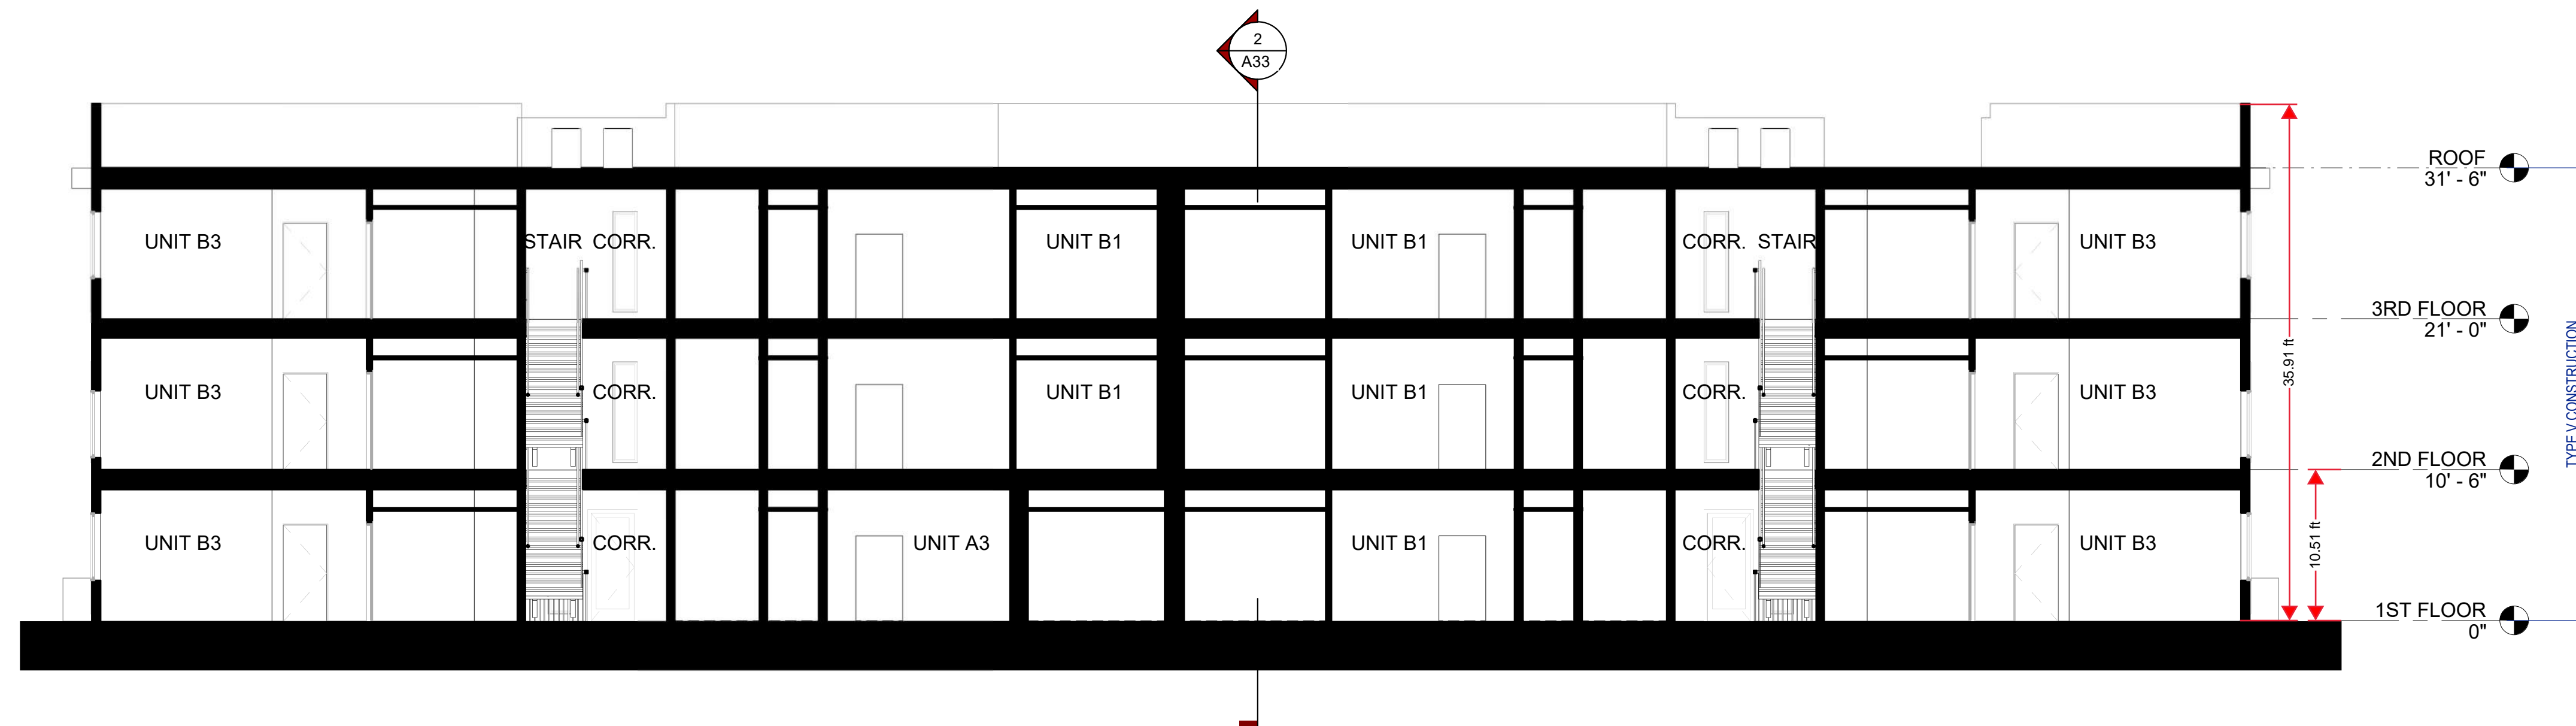 2
A33
ROOF
31' - 6"
UNIT B3
STAIR CORR.
UNIT B1
UNIT B1
CORR. STAIR
UNIT B3
3RD FLOOR
21' - 0"
35.91 ft
TYPE V CONSTRUCTION
UNIT B3
CORR.
UNIT B1
UNIT B1
CORR.
UNIT B3
2ND FLOOR
10' - 6"
10.51 ft
UNIT B3
CORR.
UNIT A3
UNIT B1
CORR.
UNIT B3
1ST FLOOR
0"